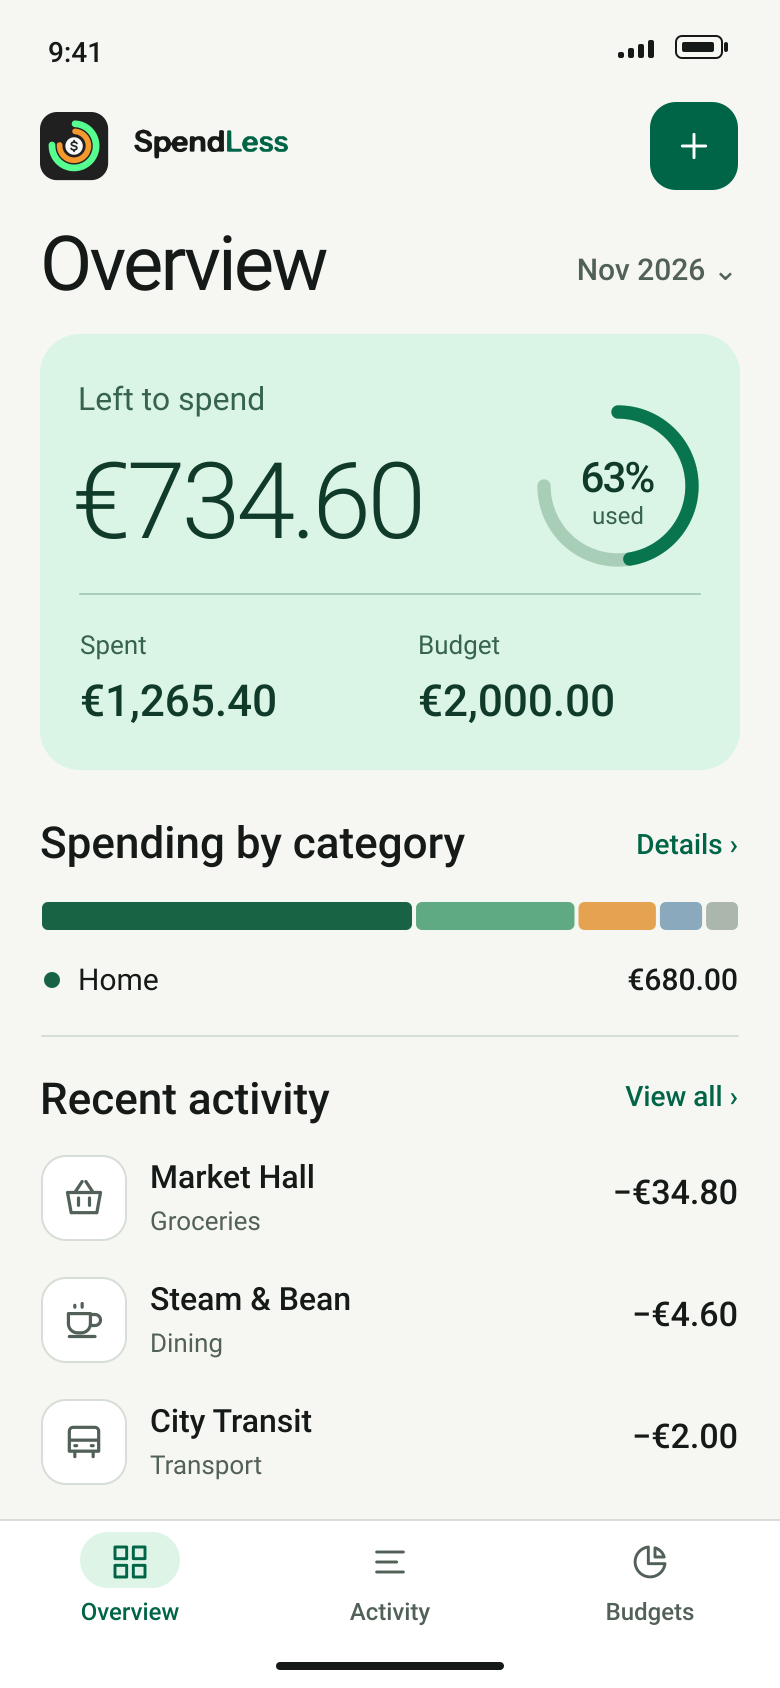 9:41
$
SpendLess
+
Overview
Nov 2026 ⌄
Left to spend
€734.60
63%
used
Spent
Budget
€1,265.40
€2,000.00
Spending by category
Details ›
Home
€680.00
Recent activity
View all ›
Market Hall
−€34.80
Groceries
Steam & Bean
−€4.60
Dining
City Transit
−€2.00
Transport
Overview
Activity
Budgets